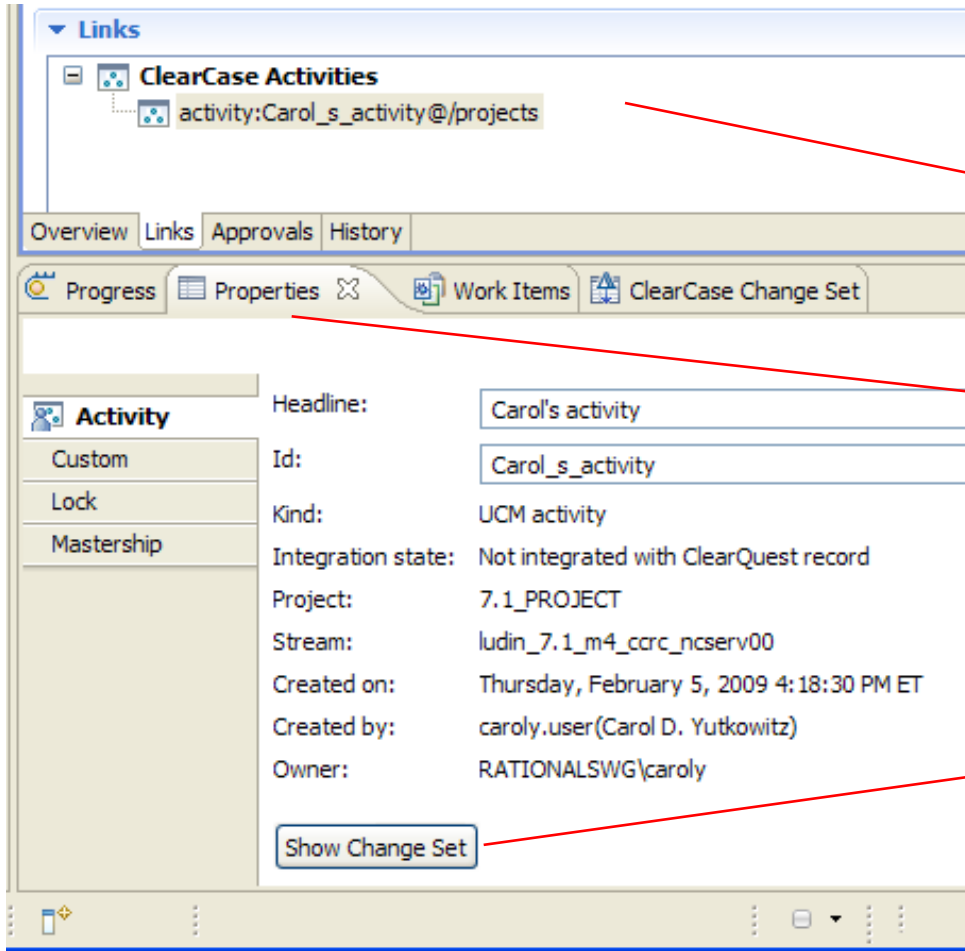 Links
ClearCase Activities
activity:Carol_s_activity@/projects
Overview Links Approvals History
Progress Properties Work Items ClearCase Change Set
Activity
Custom
Lock
Mastership
Headline: Carol's activity
Id: Carol_s_activity
Kind: UCM activity
Integration state: Not integrated with ClearQuest record
Project: 7.1_PROJECT
Stream: ludin_7.1_m4_ccrc_ncserv00
Created on: Thursday, February 5, 2009 4:18:30 PM ET
Created by: caroly.user(Carol D. Yutkowitz)
Owner: RATIONALSWG\caroly
Show Change Set